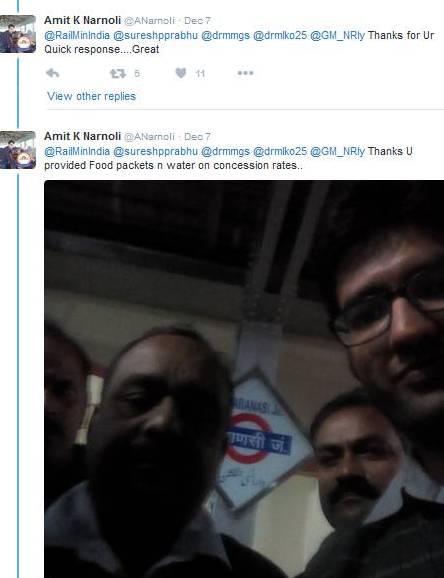 Amit K Narnoli @ANarnoli · Dec 7
@RailMinIndia @sureshpprabhu @drmmgs @drmlko25 @GM_NRly Thanks for Ur
Quick response....Great
5 11
View other replies
Amit K Narnoli @ANarnoli · Dec 7
@RailMinIndia @sureshpprabhu @drmmgs @drmlko25 @GM_NRly Thanks U
provided Food packets n water on concession rates..